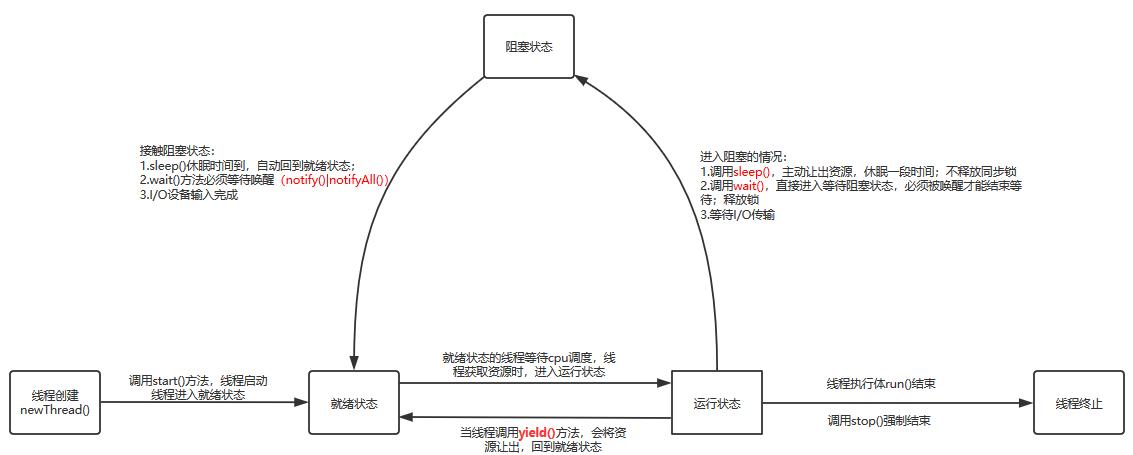 阻塞状态
接触阻塞状态：
1.sleep()休眠时间到，自动回到就绪状态；
2.wait()方法必须等待唤醒（notify()|notifyAll()）
3.I/O设备输入完成
进入阻塞的情况：
1.调用sleep()，主动让出资源，休眠一段时间；不释放同步锁
2.调用wait()，直接进入等待阻塞状态，必须被唤醒才能结束等
待；释放锁
3.等待I/O传输
线程创建
newThread()
调用start()方法，线程启动
线程进入就绪状态
就绪状态
就绪状态的线程等待cpu调度，线
程获取资源时，进入运行状态
当线程调用yield()方法，会将资
源让出，回到就绪状态
运行状态
线程执行体run()结束
调用stop()强制结束
线程终止